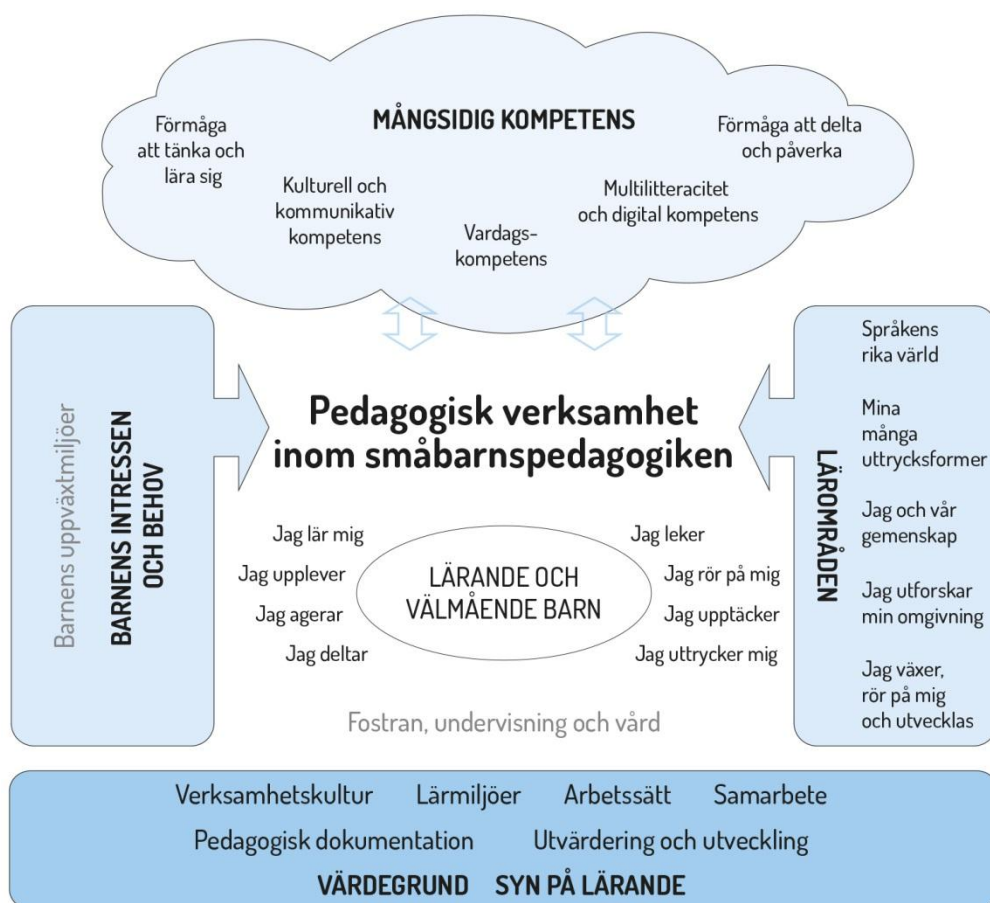 MÅNGSIDIG KOMPETENS
Förmåga
att tänka och
lära sig
Kulturell och
kommunikativ
kompetens
Vardags-
kompetens
Multilitteracitet
och digital kompetens
Förmåga att delta
och påverka
Barnens uppväxtmiljöer
BARNENS INTRESSEN
OCH BEHOV
Pedagogisk verksamhet
inom småbarnspedagogiken
Jag lär mig
Jag upplever
Jag agerar
Jag deltar
LÄRANDE OCH
VÄLMÅENDE BARN
Jag leker
Jag rör på mig
Jag upptäcker
Jag uttrycker mig
Fostran, undervisning och vård
LÄROMRÅDEN
Språkens
rika värld
Mina
många
uttrycksformer
Jag och vår
gemenskap
Jag utforskar
min omgivning
Jag växer,
rör på mig
och utvecklas
Verksamhetskultur Lärmiljöer Arbetssätt Samarbete
Pedagogisk dokumentation Utvärdering och utveckling
VÄRDEGRUND SYN PÅ LÄRANDE